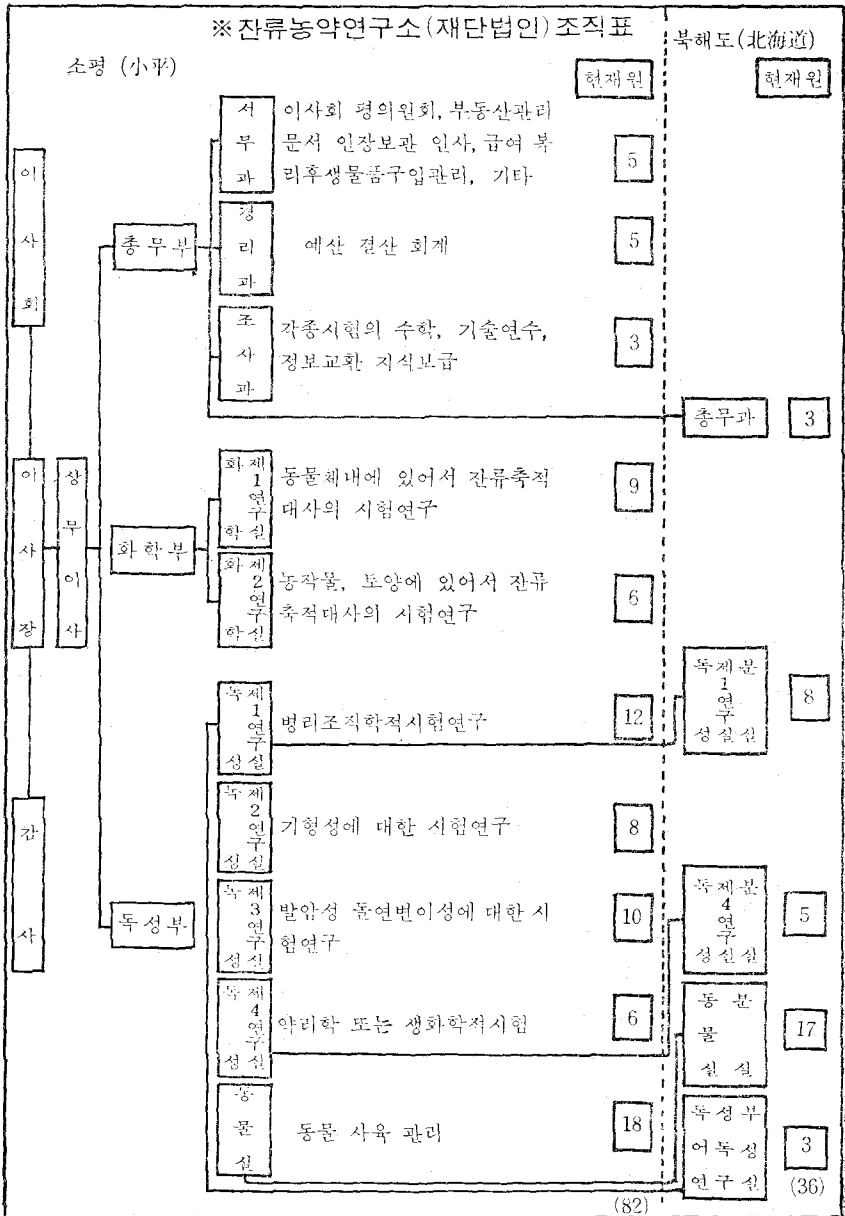 ※잔류농약연구소(재단법인)조직표
북해도(北海道)
소평 (小平)
현재원
현재원
이사회
이사장
상무이사
감사
총무부
서무과
이사회 평의원회, 부동산관리
문서 인장보관 인사, 급여 복
리후생물품구입관리, 기타
5
경리과
예산 결산 회계
5
조사과
각종시험의 수학, 기술연수,
정보교환 지식보급
3
총무과
3
화학부
화학 제1연구실
동물체내에 있어서 잔류축적
대사의 시험연구
9
화학 제2연구실
농작물, 토양에 있어서 잔류
축적대사의 시험연구
6
독성부
독성 제1연구실
병리조직학적시험연구
12
독성 제1연구 분실
8
독성 제2연구실
기형성에 대한 시험연구
8
독성 제3연구실
발암성 돌연변이성에 대한 시
험연구
10
독성 제4연구실
약리학 또는 생화학적시험
6
독성 제4연구실 분실
5
동물실
동물 사육 관리
18
동물실 분실
17
독성부
어독성
연구실
3
(82)
(36)